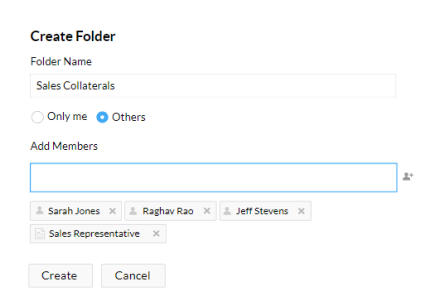 Create Folder
Folder Name
Sales Collaterals
Only me Others
Add Members
Sarah Jones × Raghav Rao × Jeff Stevens ×
Sales Representative ×
Create Cancel